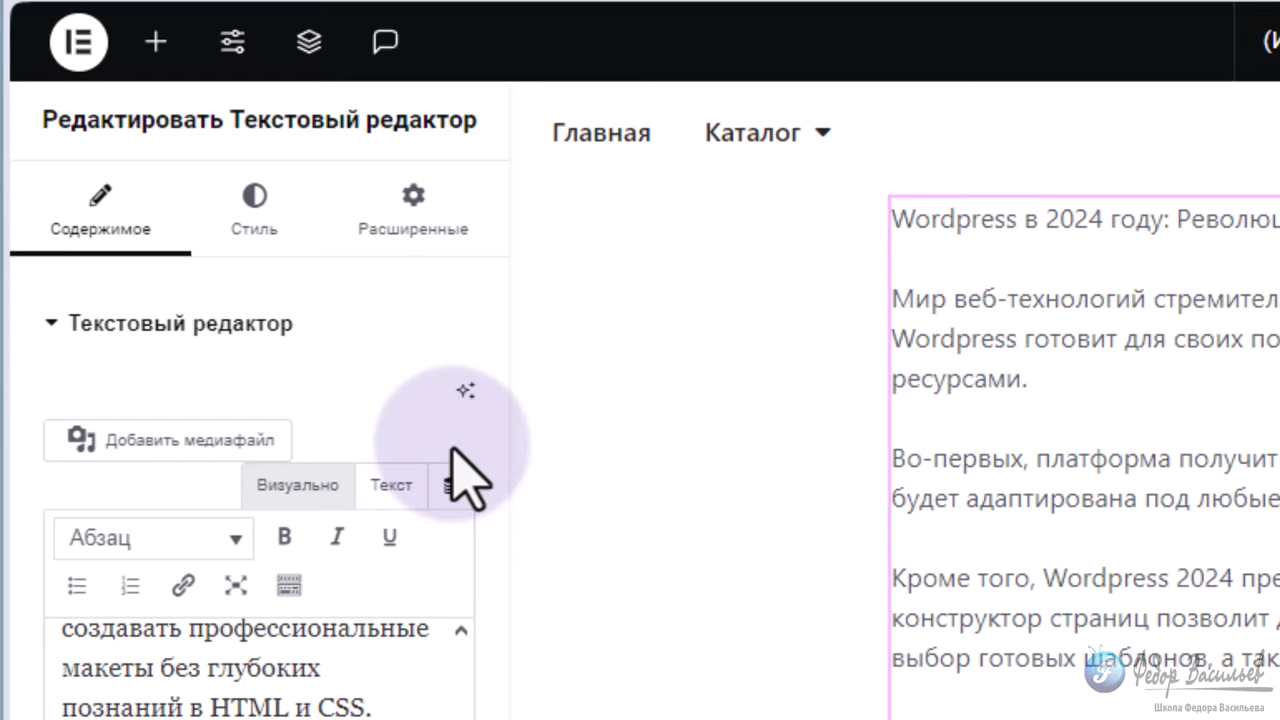 (И
Редактировать Текстовый редактор
Содержимое
Стиль
Расширенные
Текстовый редактор
Добавить медиафайл
Визуально
Текст
Абзац
B I U
создавать профессиональные
макеты без глубоких
познаний в HTML и CSS.
Главная
Каталог
Wordpress в 2024 году: Революц
Мир веб-технологий стремител
Wordpress готовит для своих по
ресурсами.
Во-первых, платформа получит
будет адаптирована под любые
Кроме того, Wordpress 2024 пре
конструктор страниц позволит д
выбор готовых шаблонов, а так
Федор Васильев
Школа Федора Васильева